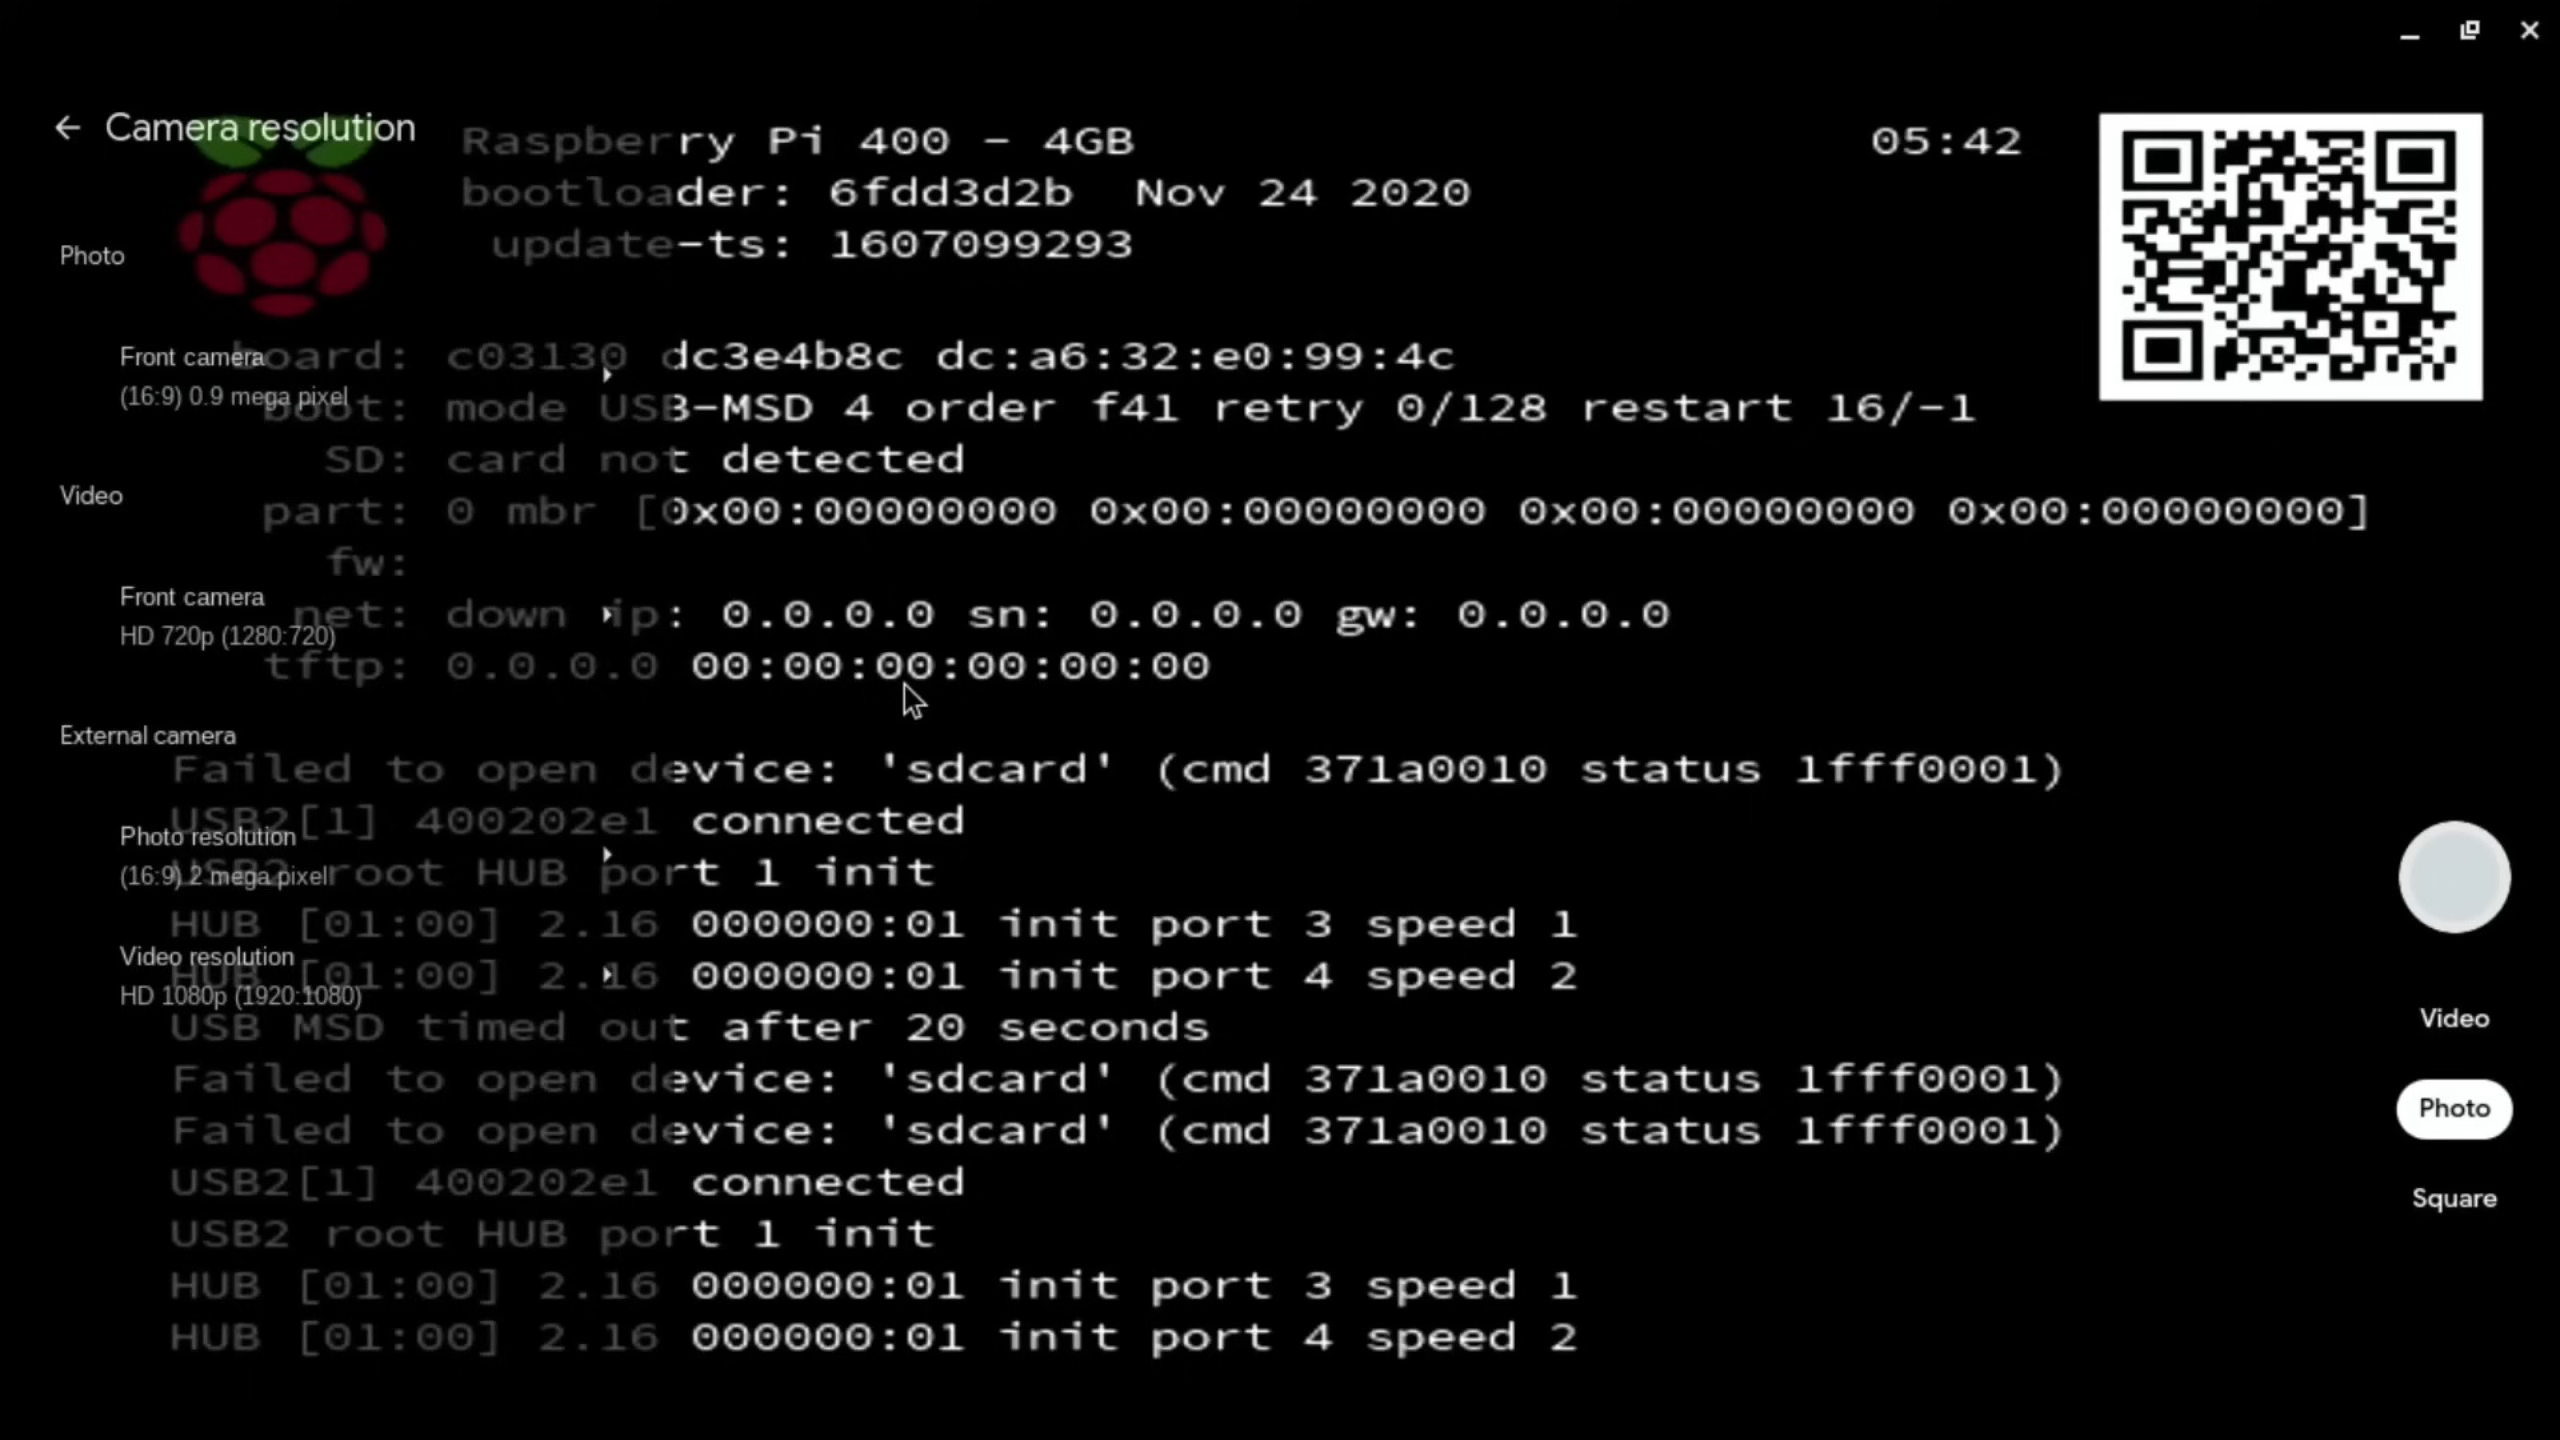 Camera resolution
Raspberry Pi 400 - 4GB
05:42
bootloader: 6fdd3d2b Nov 24 2020
update-ts: 1607099293
Photo
board: c03130 dc3e4b8c dc:a6:32:e0:99:4c
Front camera
(16:9) 0.9 mega pixel
boot: mode USB-MSD 4 order f41 retry 0/128 restart 16/-1
SD: card not detected
Video
part: 0 mbr [0x00:00000000 0x00:00000000 0x00:00000000 0x00:00000000]
fw:
Front camera
HD 720p (1280:720)
net: down ip: 0.0.0.0 sn: 0.0.0.0 gw: 0.0.0.0
tftp: 0.0.0.0 00:00:00:00:00:00
External camera
Failed to open device: 'sdcard' (cmd 371a0010 status 1fff0001)
USB2[1] 400202e1 connected
Photo resolution
(16:9) 2 mega pixel
USB2 root HUB port 1 init
HUB [01:00] 2.16 000000:01 init port 3 speed 1
Video resolution
HD 1080p (1920:1080)
HUB [01:00] 2.16 000000:01 init port 4 speed 2
USB MSD timed out after 20 seconds
Video
Failed to open device: 'sdcard' (cmd 371a0010 status 1fff0001)
Photo
Failed to open device: 'sdcard' (cmd 371a0010 status 1fff0001)
USB2[1] 400202e1 connected
Square
USB2 root HUB port 1 init
HUB [01:00] 2.16 000000:01 init port 3 speed 1
HUB [01:00] 2.16 000000:01 init port 4 speed 2